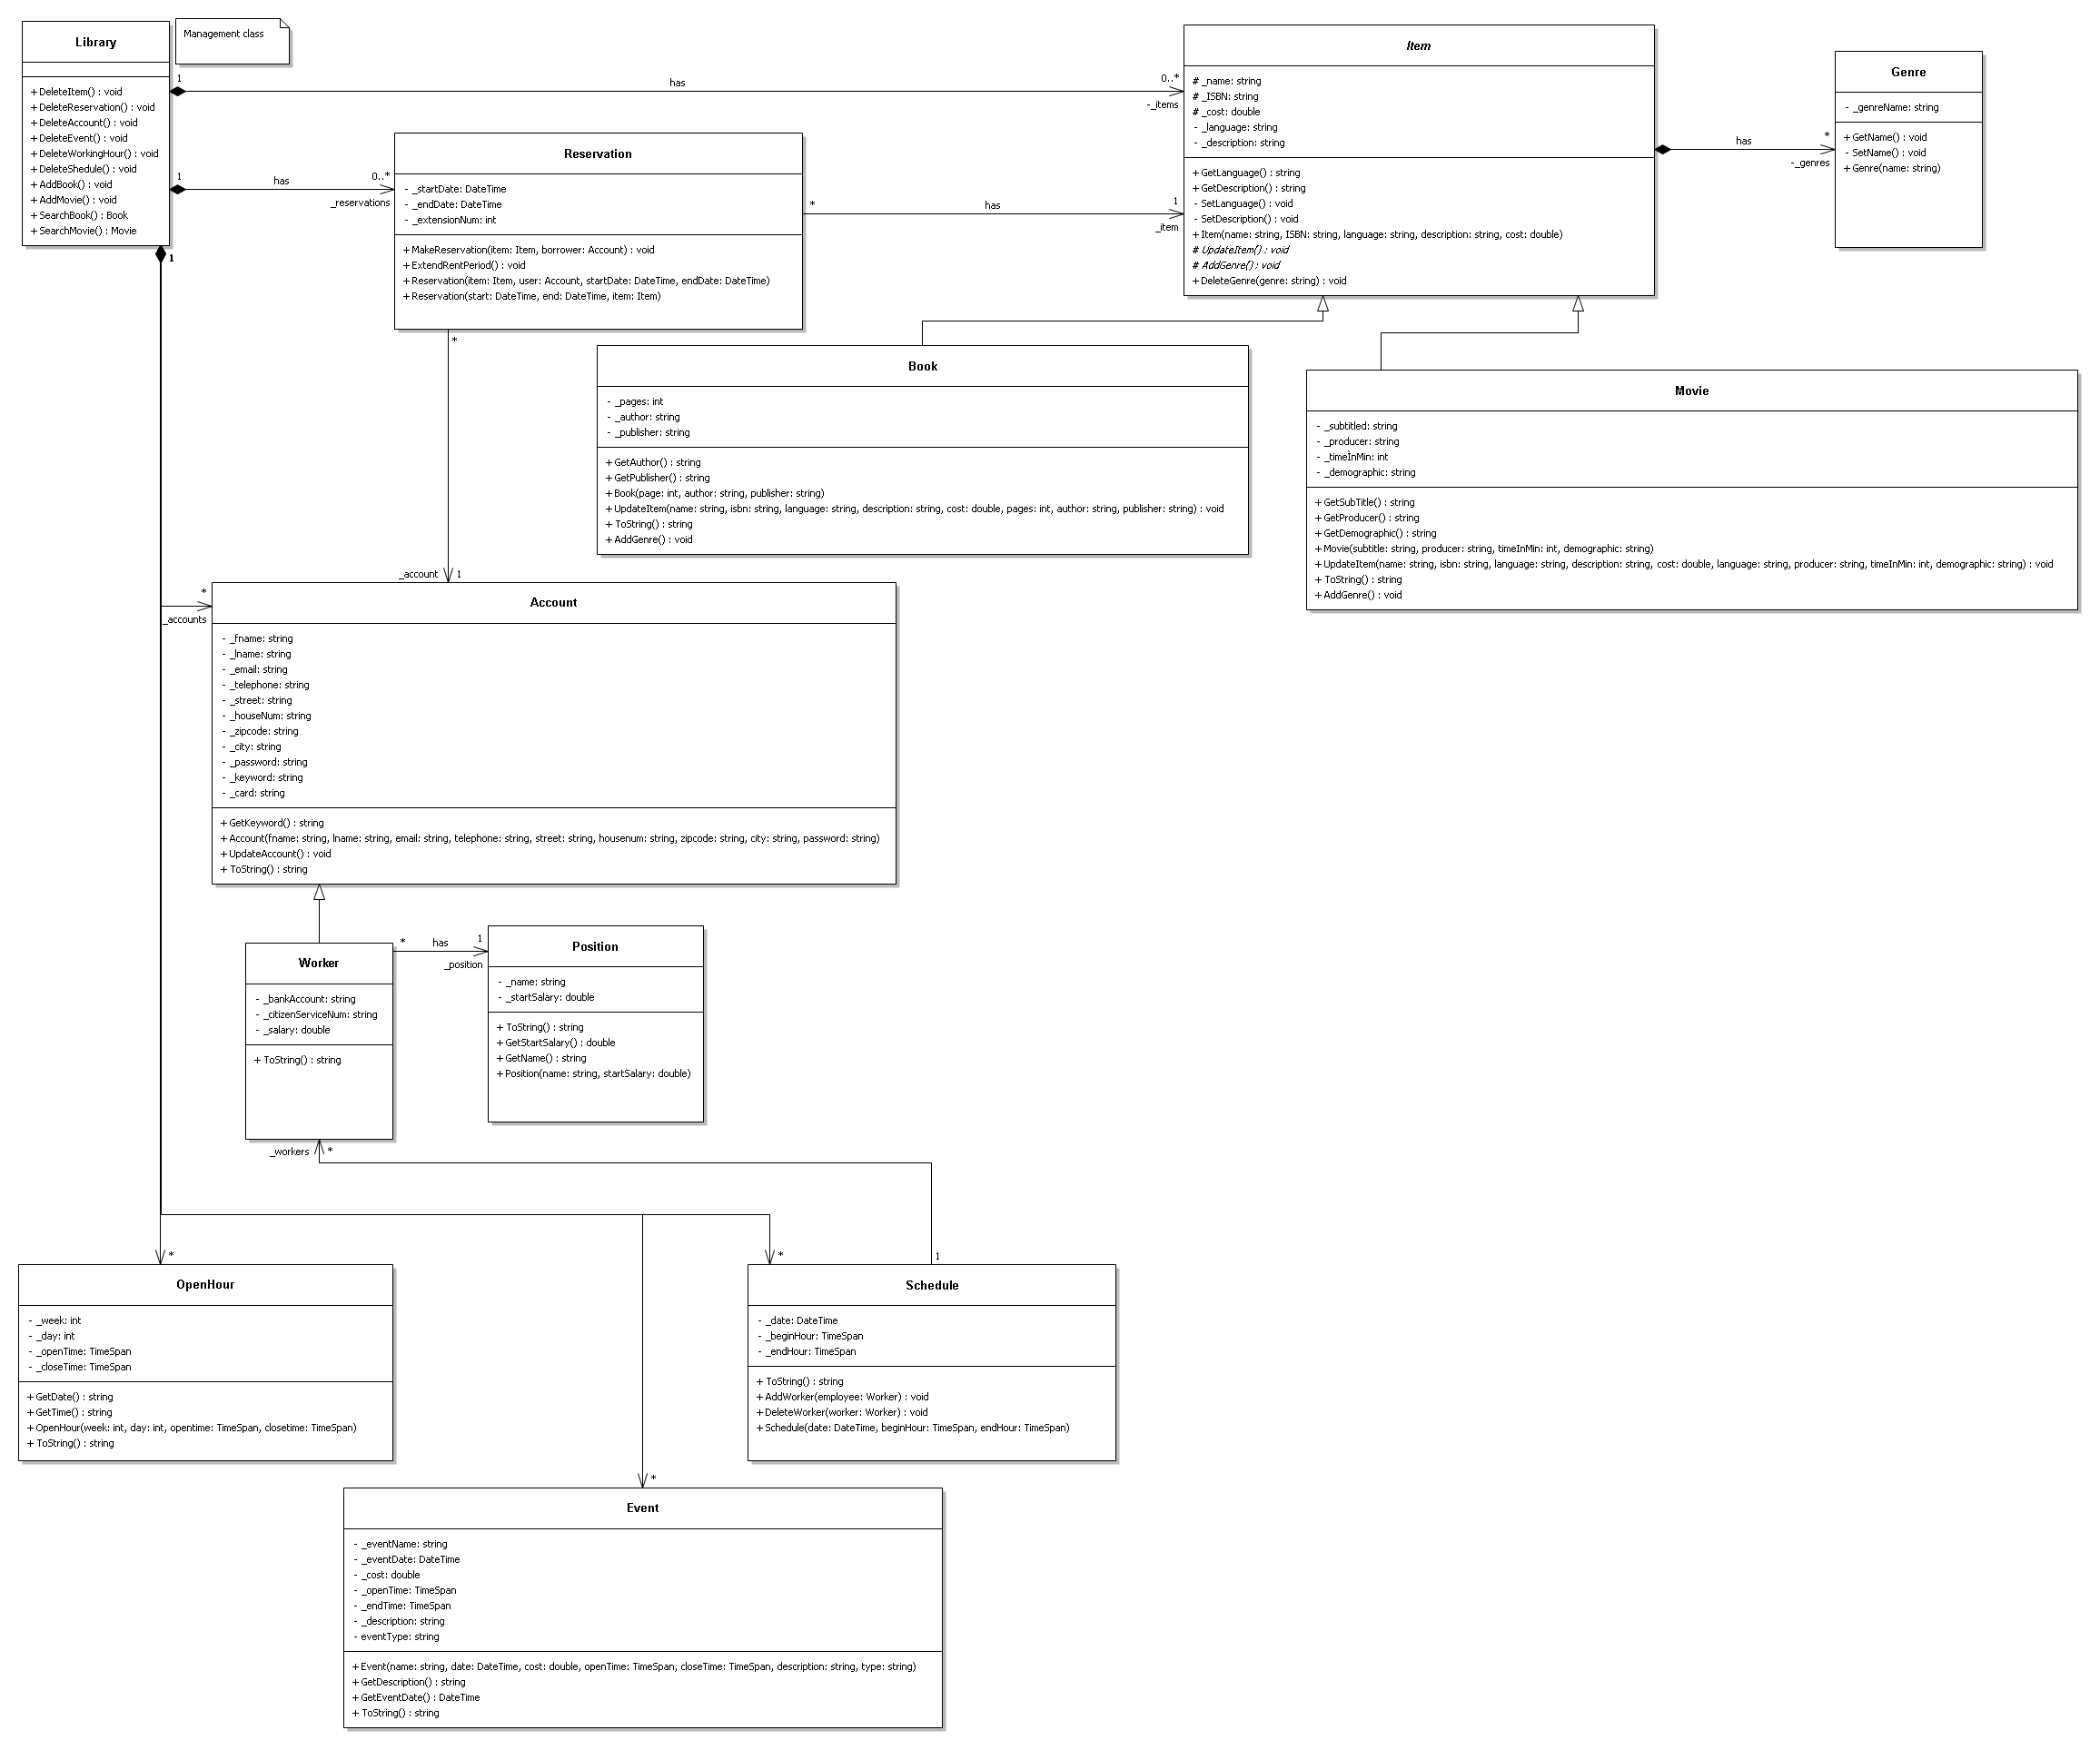 Library
Management class
+ DeleteItem() : void
+ DeleteReservation() : void
+ DeleteAccount() : void
+ DeleteEvent() : void
+ DeleteWorkingHour() : void
+ DeleteShedule() : void
+ AddBook() : void
+ AddMovie() : void
+ SearchBook() : Book
+ SearchMovie() : Movie
1
has
0..*
-_items
1
has
0..*
_reservations
1
Item
# _name: string
# _ISBN: string
# _cost: double
- _language: string
- _description: string
+ GetLanguage() : string
+ GetDescription() : string
- SetLanguage() : void
- SetDescription() : void
+ Item(name: string, ISBN: string, language: string, description: string, cost: double)
# UpdateItem() : void
# AddGenre() : void
+ DeleteGenre(genre: string) : void
has
*
-_genres
Genre
- _genreName: string
+ GetName() : void
- SetName() : void
+ Genre(name: string)
Reservation
- _startDate: DateTime
- _endDate: DateTime
- _extensionNum: int
+ MakeReservation(item: Item, borrower: Account) : void
+ ExtendRentPeriod() : void
+ Reservation(item: Item, user: Account, startDate: DateTime, endDate: DateTime)
+ Reservation(start: DateTime, end: DateTime, item: Item)
*
has
1
_item
*
_account
1
Book
- _pages: int
- _author: string
- _publisher: string
+ GetAuthor() : string
+ GetPublisher() : string
+ Book(page: int, author: string, publisher: string)
+ UpdateItem(name: string, isbn: string, language: string, description: string, cost: double, pages: int, author: string, publisher: string) : void
+ ToString() : string
+ AddGenre() : void
Movie
- _subtitled: string
- _producer: string
- _timeÌnMin: int
- _demographic: string
+ GetSubTitle() : string
+ GetProducer() : string
+ GetDemographic() : string
+ Movie(subtitle: string, producer: string, timeInMin: int, demographic: string)
+ UpdateItem(name: string, isbn: string, language: string, description: string, cost: double, language: string, producer: string, timeInMin: int, demographic: string) : void
+ ToString() : string
+ AddGenre() : void
*
_accounts
Account
- _fname: string
- _lname: string
- _email: string
- _telephone: string
- _street: string
- _houseNum: string
- _zipcode: string
- _city: string
- _password: string
- _keyword: string
- _card: string
+ GetKeyword() : string
+ Account(fname: string, lname: string, email: string, telephone: string, street: string, housenum: string, zipcode: string, city: string, password: string)
+ UpdateAccount() : void
+ ToString() : string
Worker
- _bankAccount: string
- _citizenServiceNum: string
- _salary: double
+ ToString() : string
*
has
1
_position
Position
- _name: string
- _startSalary: double
+ ToString() : string
+ GetStartSalary() : double
+ GetName() : string
+ Position(name: string, startSalary: double)
_workers
*
*
*
1
OpenHour
- _week: int
- _day: int
- _openTime: TimeSpan
- _closeTime: TimeSpan
+ GetDate() : string
+ GetTime() : string
+ OpenHour(week: int, day: int, opentime: TimeSpan, closetime: TimeSpan)
+ ToString() : string
Schedule
- _date: DateTime
- _beginHour: TimeSpan
- _endHour: TimeSpan
+ ToString() : string
+ AddWorker(employee: Worker) : void
+ DeleteWorker(worker: Worker) : void
+ Schedule(date: DateTime, beginHour: TimeSpan, endHour: TimeSpan)
*
Event
- _eventName: string
- _eventDate: DateTime
- _cost: double
- _openTime: TimeSpan
- _endTime: TimeSpan
- _description: string
- eventType: string
+ Event(name: string, date: DateTime, cost: double, openTime: TimeSpan, closeTime: TimeSpan, description: string, type: string)
+ GetDescription() : string
+ GetEventDate() : DateTime
+ ToString() : string